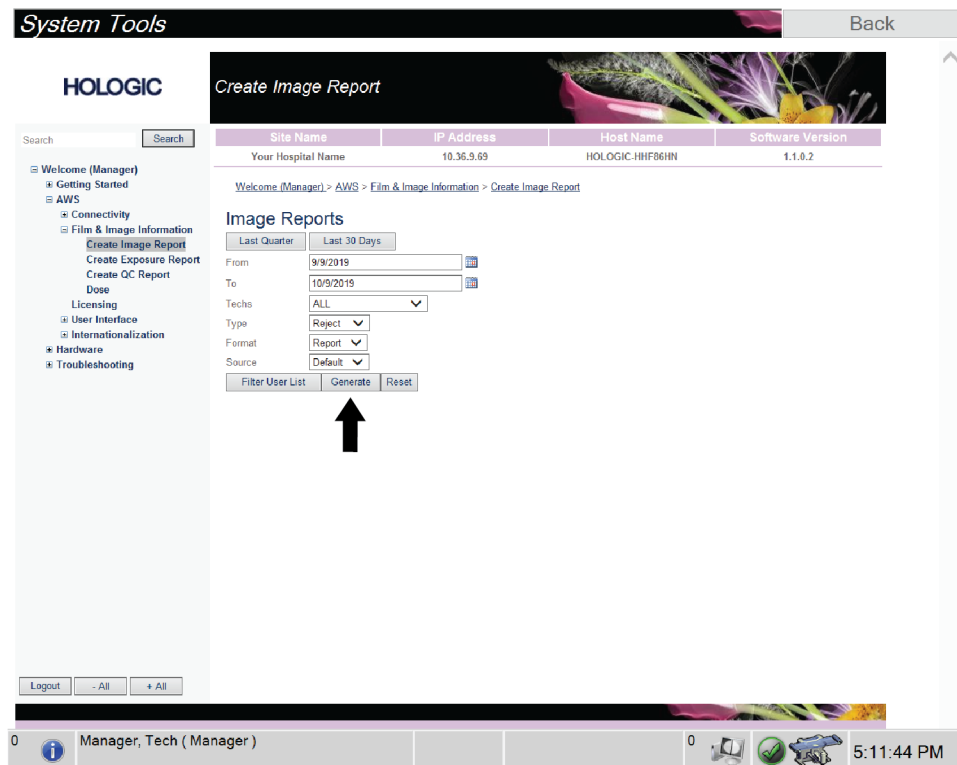 System Tools
Back
HOLOGIC
Create Image Report
Search
Search
Site Name IP Address Host Name Software Version
Your Hospital Name 10.36.9.69 HOLOGIC-HHF86HN 1.1.0.2
Welcome (Manager)
Getting Started
AWS
Connectivity
Film & Image Information
Create Image Report
Create Exposure Report
Create QC Report
Dose
Licensing
User Interface
Internationalization
Hardware
Troubleshooting
Welcome (Manager) > AWS > Film & Image Information > Create Image Report
Image Reports
Last Quarter Last 30 Days
From 9/9/2019
To 10/9/2019
Techs ALL
Type Reject
Format Report
Source Default
Filter User List Generate Reset
Logout - All + All
0 Manager, Tech ( Manager ) 0 5:11:44 PM